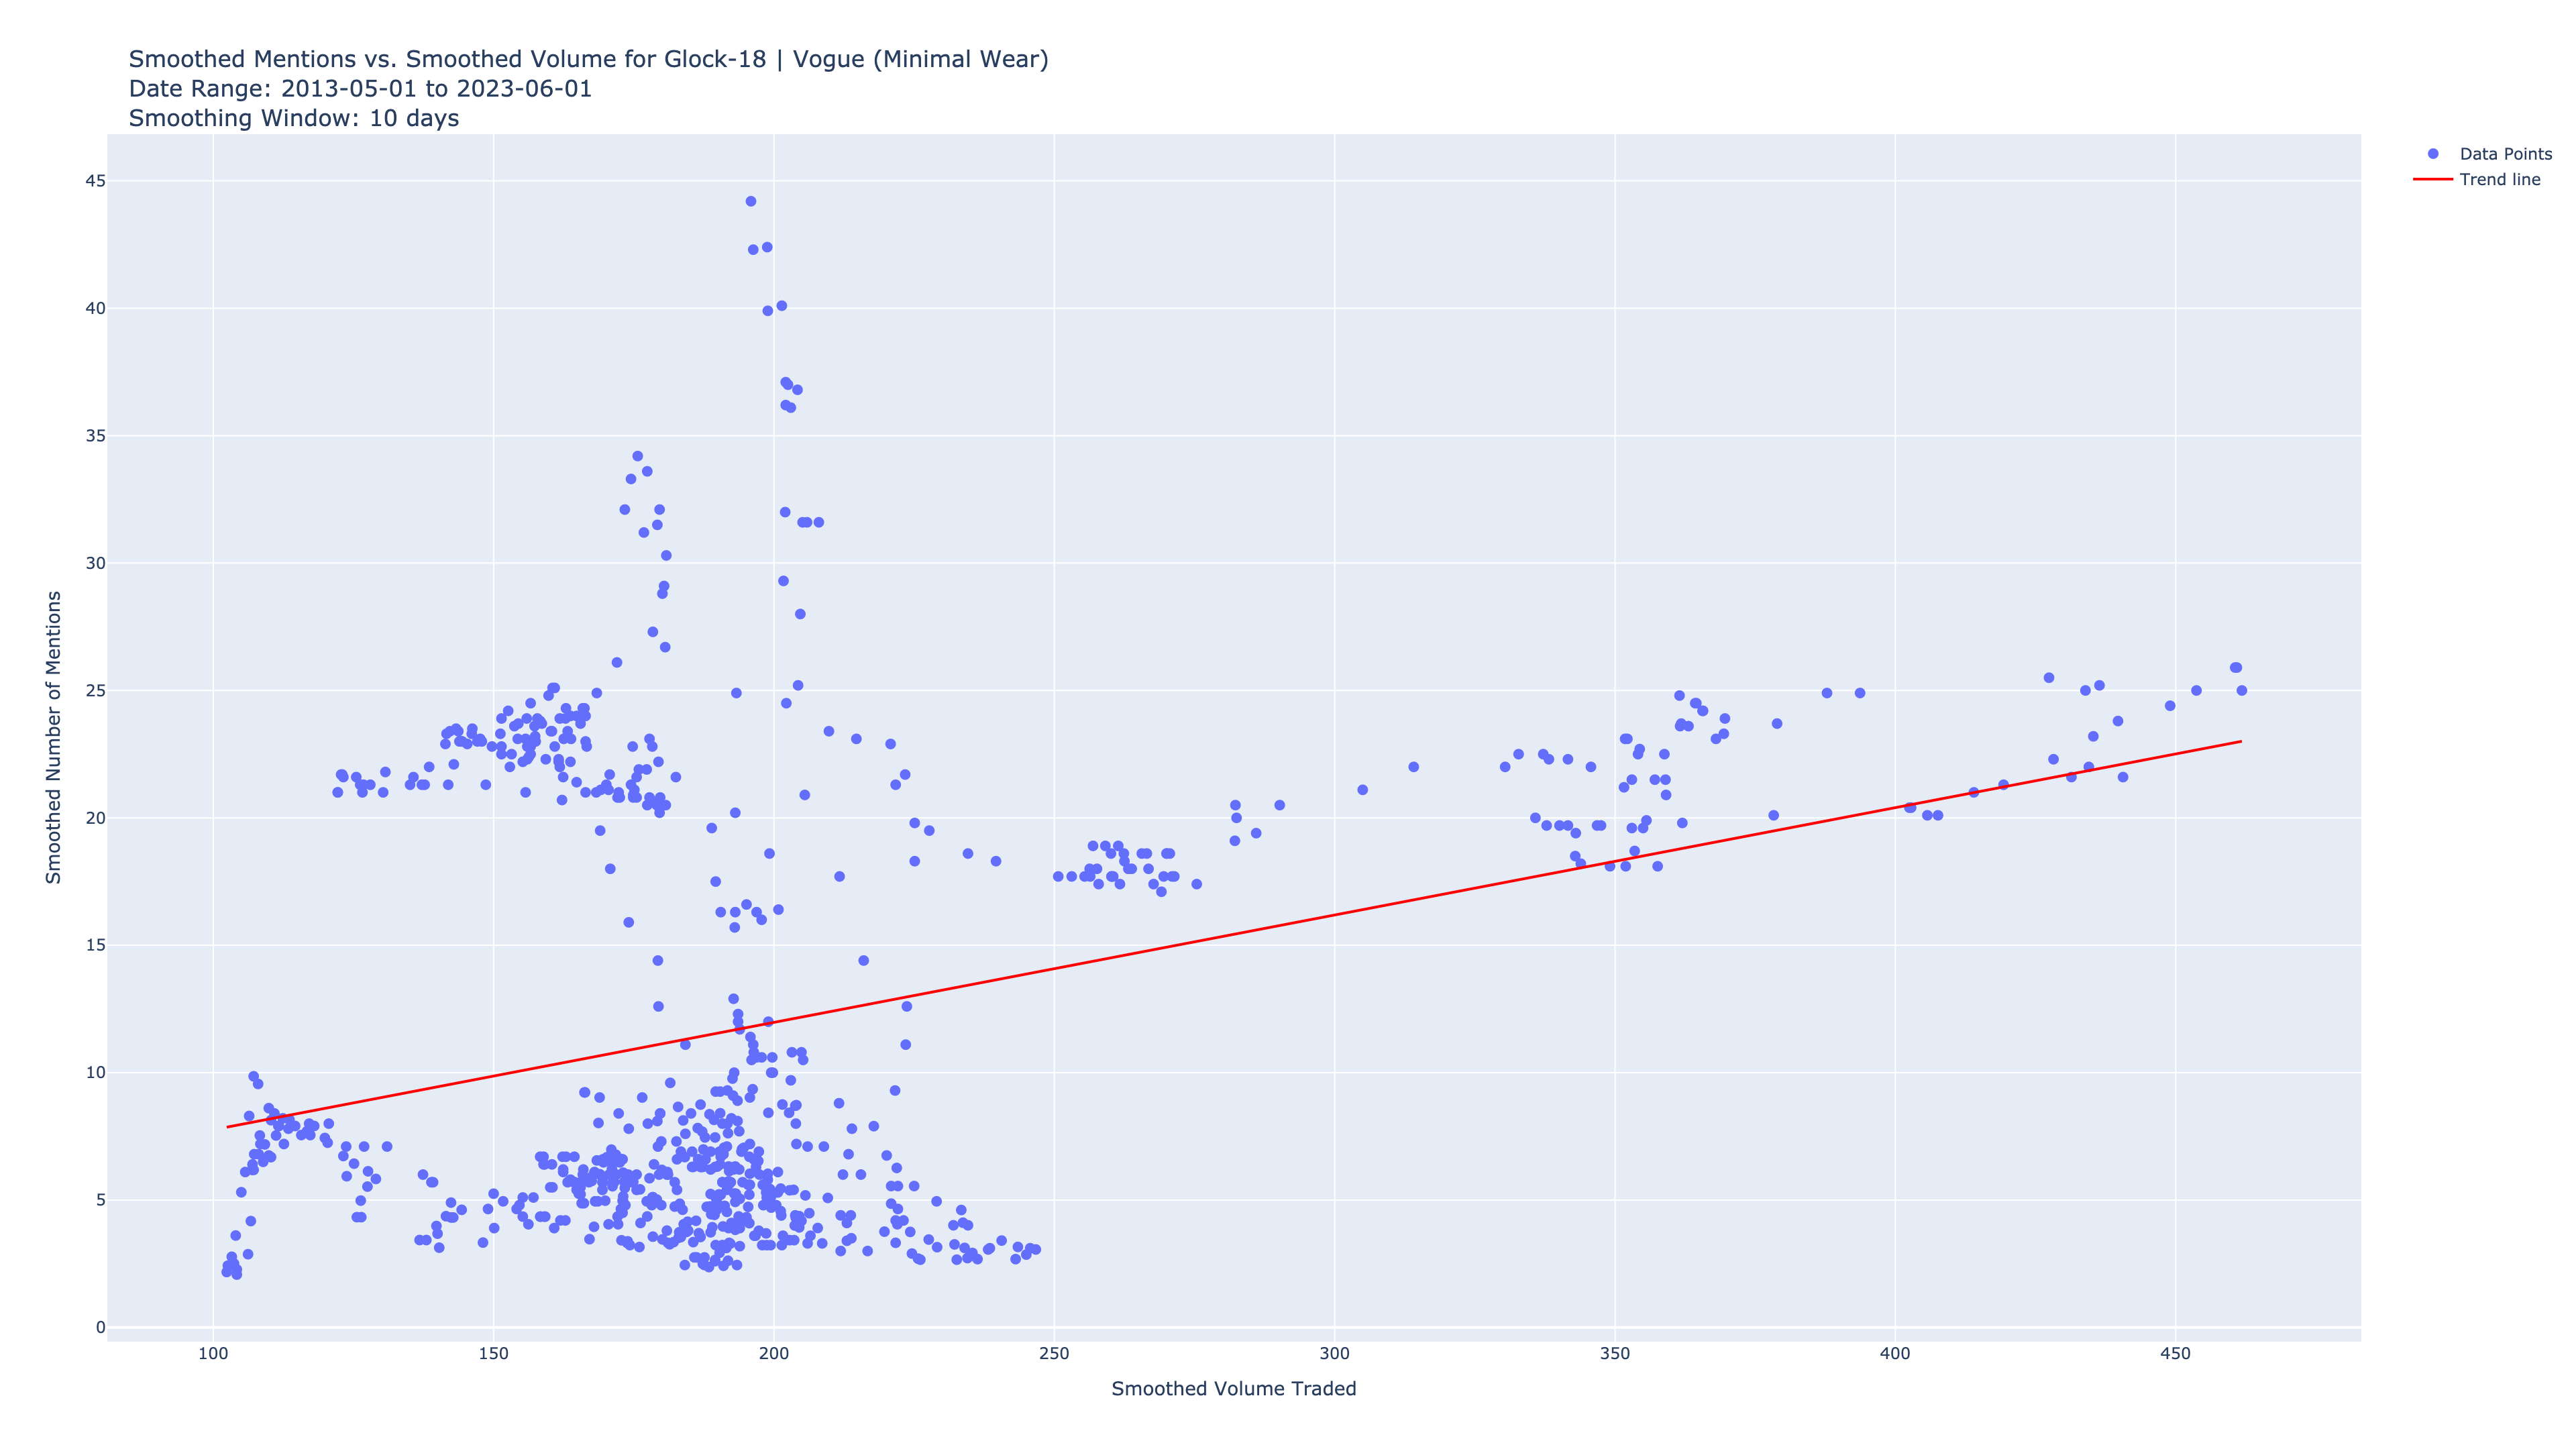 Smoothed Mentions vs. Smoothed Volume for Glock-18 | Vogue (Minimal Wear)
Date Range: 2013-05-01 to 2023-06-01
Smoothing Window: 10 days
Data Points
Trend line
45
40
35
30
25
20
15
10
5
0
Smoothed Number of Mentions
100
150
200
250
300
350
400
450
Smoothed Volume Traded